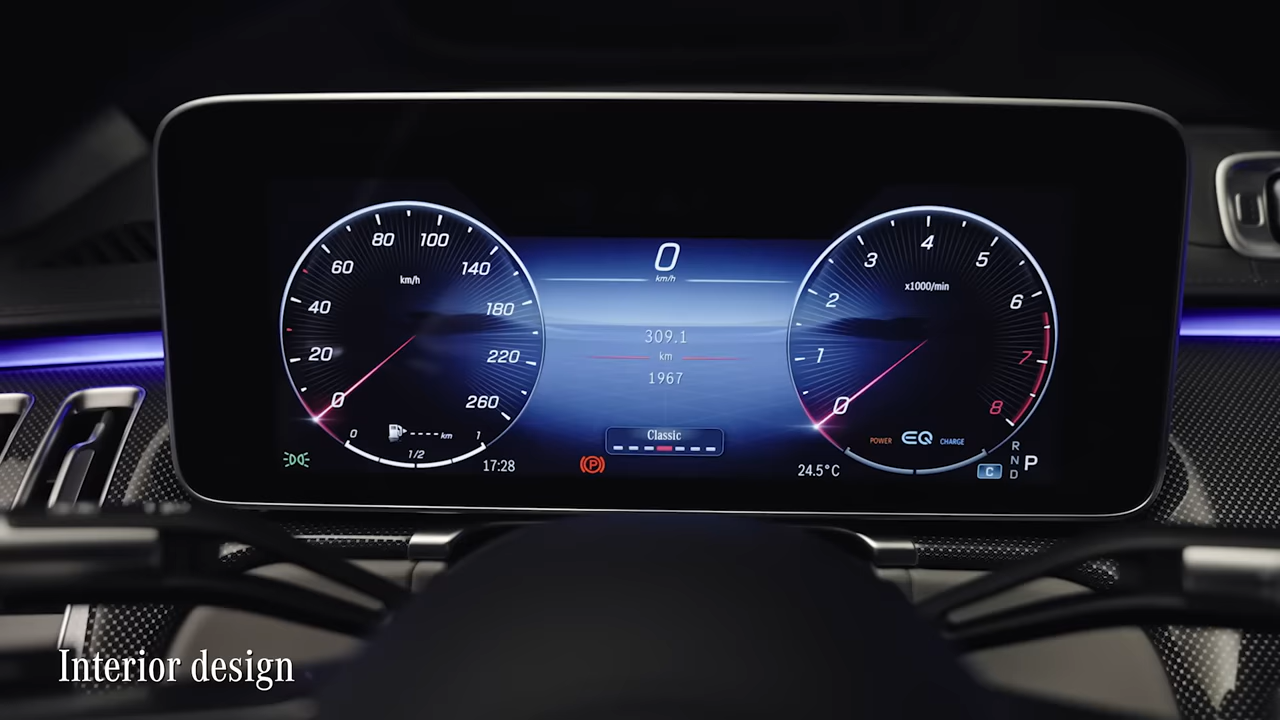 0
km/h
80 100
60 140
km/h
40 180
20 220
0 260
0 ---- km 1
1/2
17:28
309.1
km
1967
Classic
P
4
3 5
x1000/min
2 6
1 7
0 8
POWER EQ CHARGE
24.5°C
C
R
N
D
P
Interior design